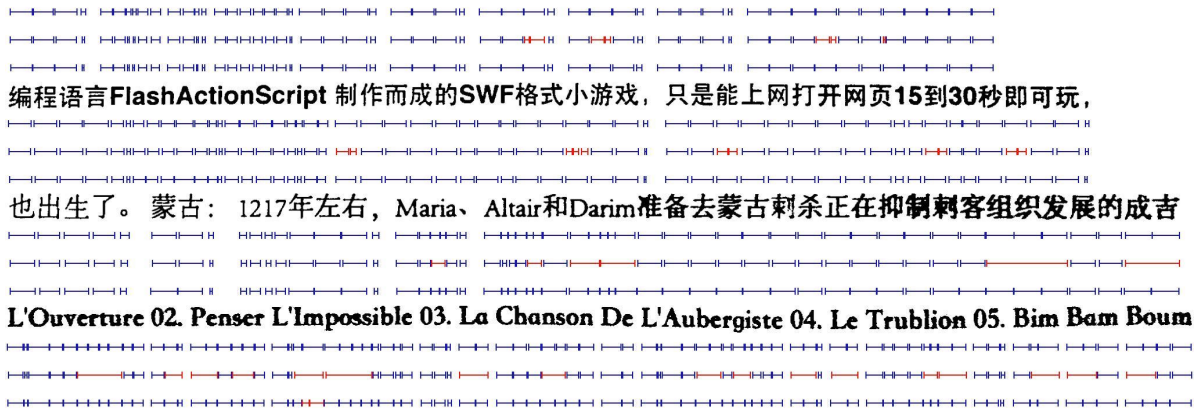 编程语言FlashActionScript 制作而成的SWF格式小游戏，只是能上网打开网页15到30秒即可玩，
也出生了。蒙古： 1217年左右，Maria、Altair和Darim准备去蒙古刺杀正在抑制刺客组织发展的成吉
L'Ouverture 02. Penser L'Impossible 03. La Chanson De L'Aubergiste 04. Le Trublion 05. Bim Bam Boum